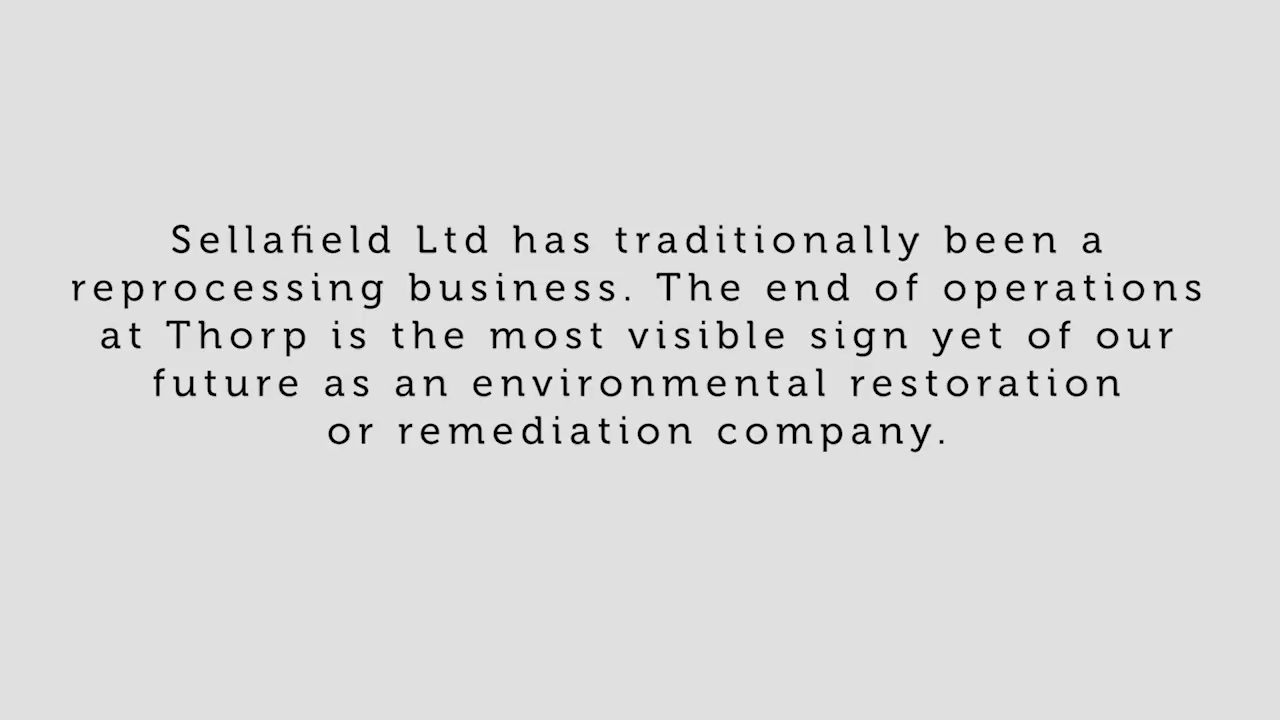 Sellafield Ltd has traditionally been a
reprocessing business. The end of operations
at Thorp is the most visible sign yet of our
future as an environmental restoration
or remediation company.